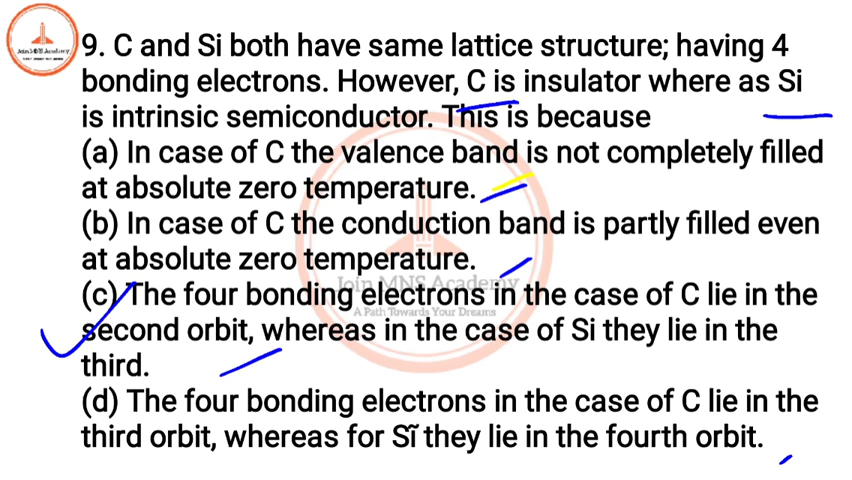 Join MNS Academy
9. C and Si both have same lattice structure; having 4
bonding electrons. However, C is insulator where as Si
is intrinsic semiconductor. This is because
(a) In case of C the valence band is not completely filled
at absolute zero temperature.
(b) In case of C the conduction band is partly filled even
at absolute zero temperature.
Join MNS Academy
(c) The four bonding electrons in the case of C lie in the
A Path Towards Your Dreams
second orbit, whereas in the case of Si they lie in the
third.
(d) The four bonding electrons in the case of C lie in the
third orbit, whereas for Sĩ they lie in the fourth orbit.